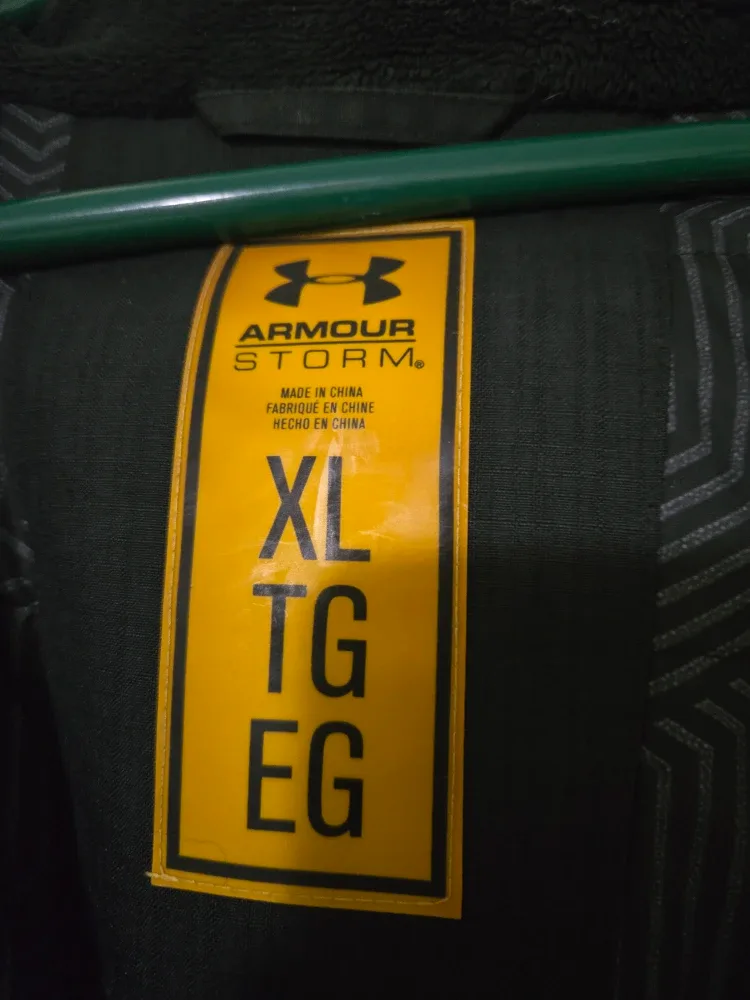 ARMOUR
STORM®
MADE IN CHINA
FABRIQUÉ EN CHINE
HECHO EN CHINA
XL
TG
EG